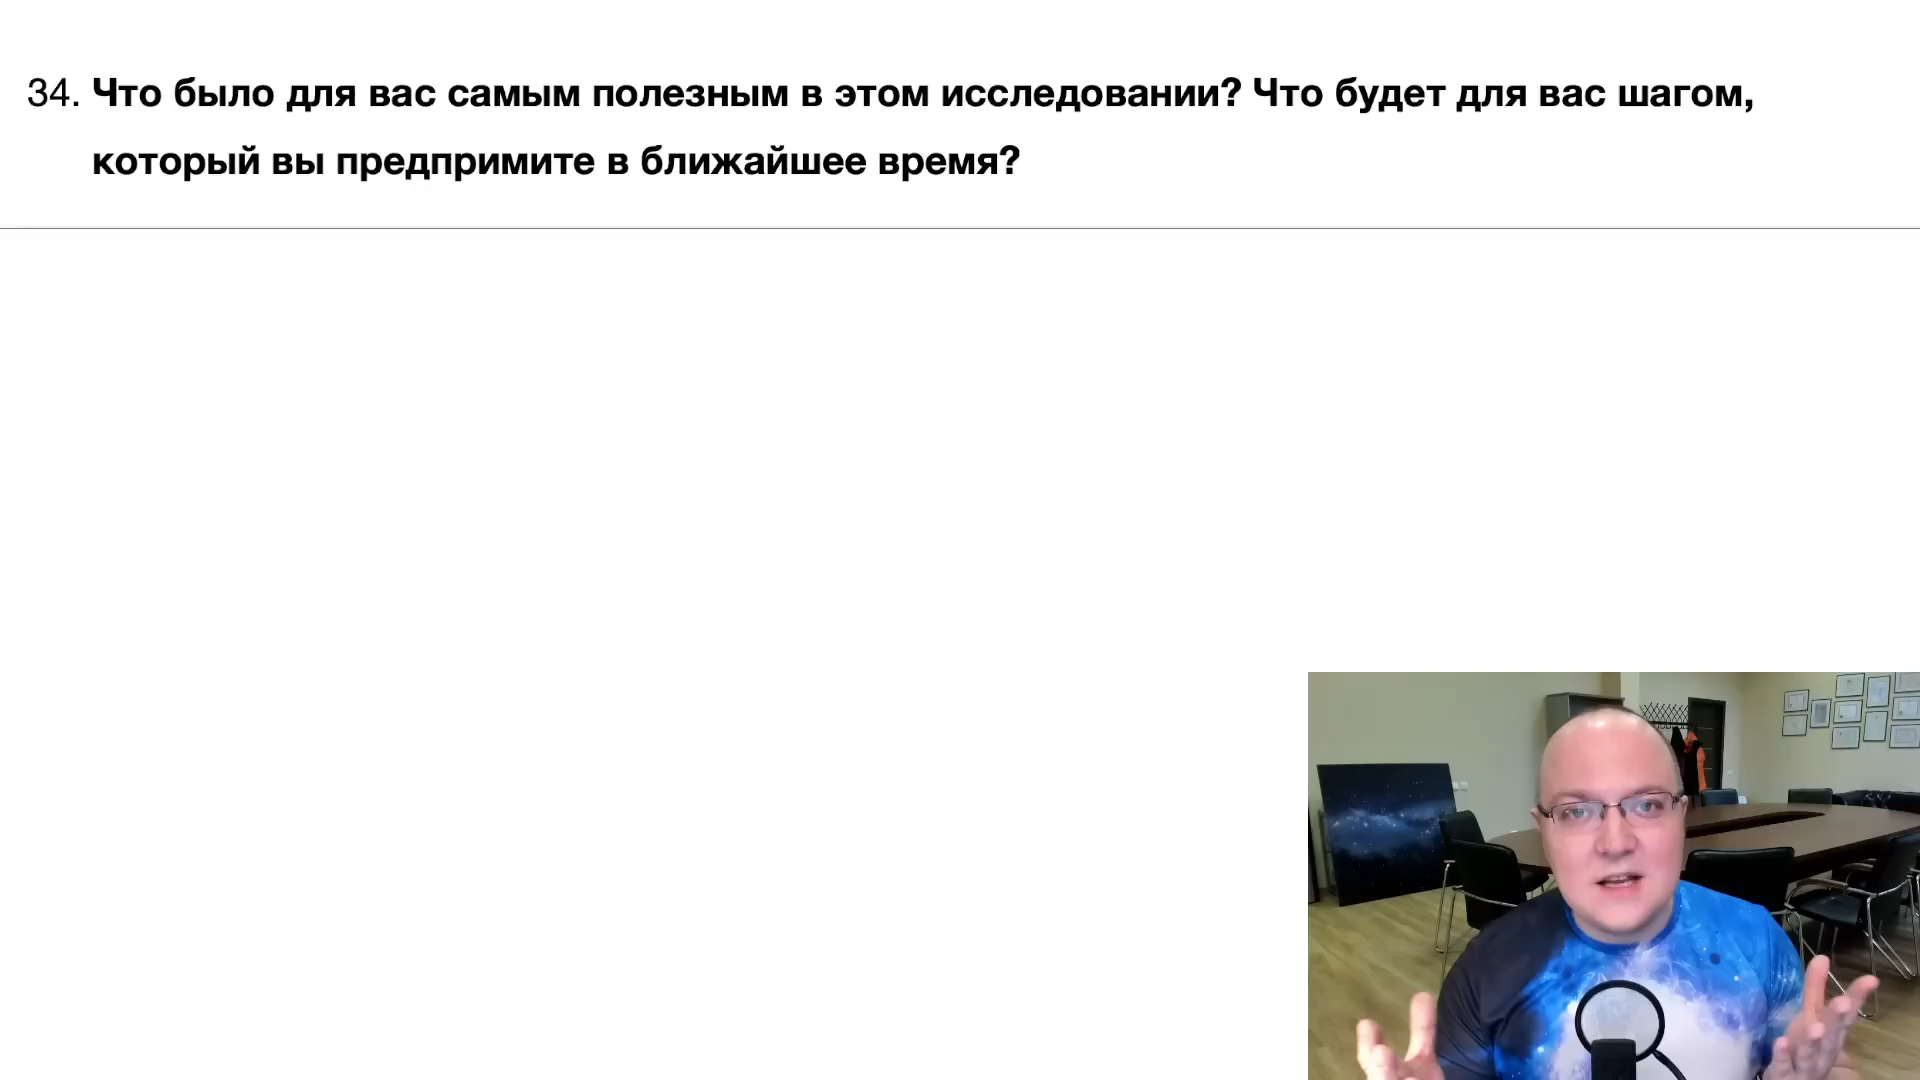 34. Что было для вас самым полезным в этом исследовании? Что будет для вас шагом,
который вы предпримите в ближайшее время?